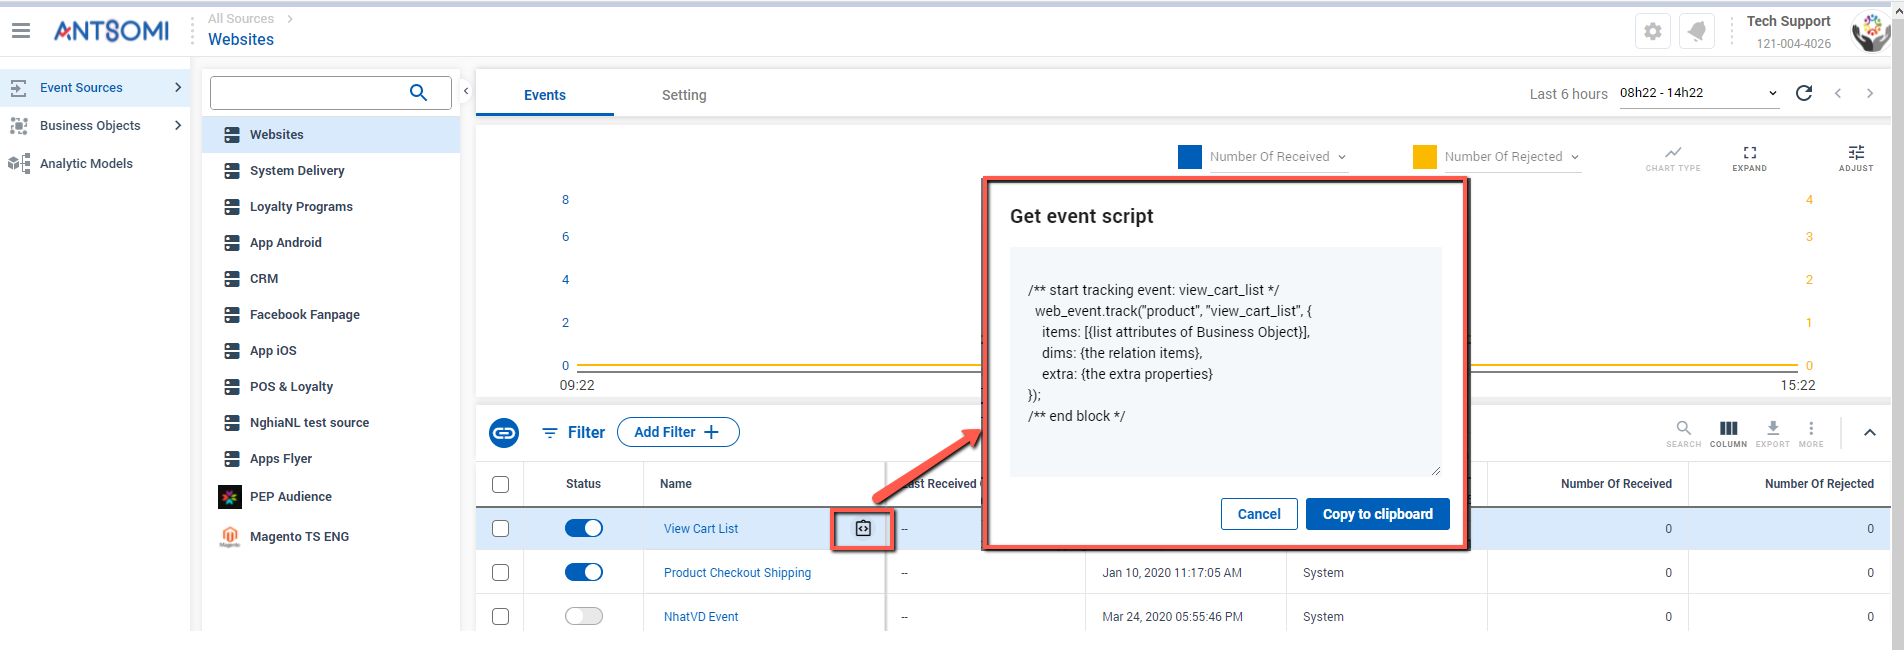 ANTSOMI
All Sources
Websites
Tech Support
121-004-4026
Event Sources
Business Objects
Analytic Models
Websites
System Delivery
Loyalty Programs
App Android
CRM
Facebook Fanpage
App iOS
POS & Loyalty
NghiaNL test source
Apps Flyer
PEP Audience
Magento TS ENG
Events
Setting
Last 6 hours
08h22 - 14h22
Number Of Received
Number Of Rejected
CHART TYPE
EXPAND
ADJUST
8
6
4
2
0
09:22
4
3
2
1
0
15:22
Get event script
/** start tracking event: view_cart_list */
web_event.track("product", "view_cart_list", {
items: [{list attributes of Business Object}],
dims: {the relation items},
extra: {the extra properties}
});
/** end block */
Cancel
Copy to clipboard
Filter
Add Filter
SEARCH
COLUMN
EXPORT
MORE
Status
Name
Last Received
Number Of Received
Number Of Rejected
View Cart List
--
0
0
Product Checkout Shipping
--
Jan 10, 2020 11:17:05 AM
System
0
0
NhatVD Event
--
Mar 24, 2020 05:55:46 PM
System
0
0